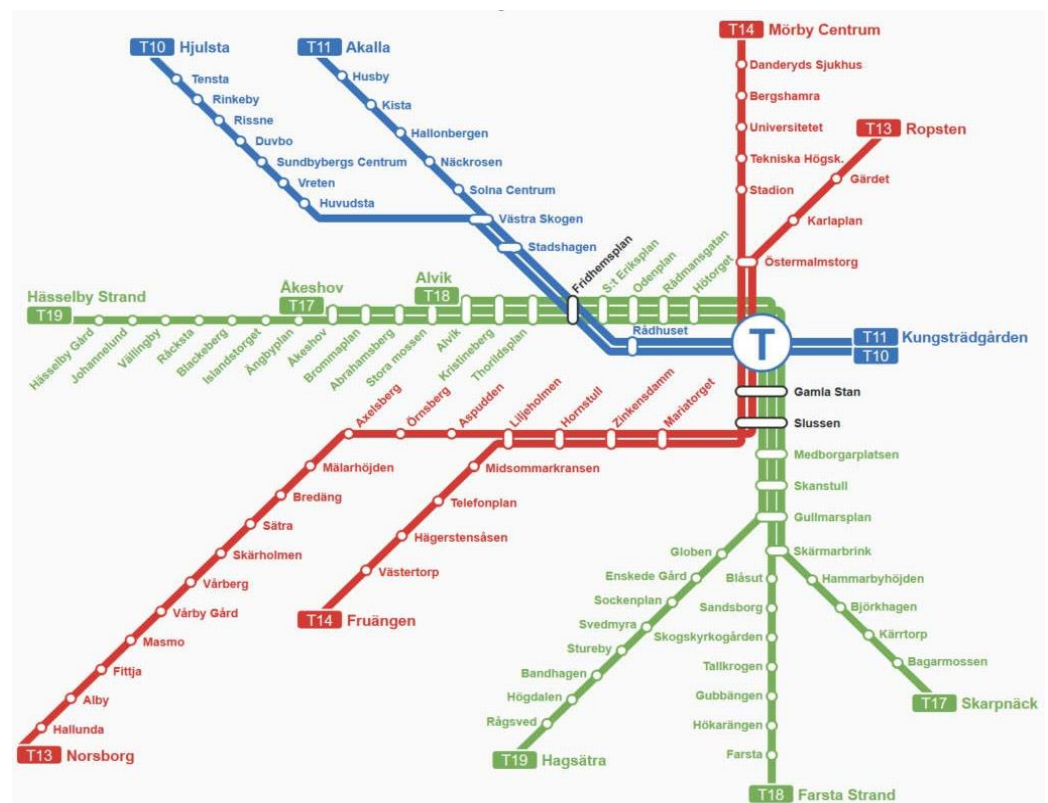 T10 Hjulsta
Tensta
Rinkeby
Rissne
Duvbo
Sundbybergs Centrum
Vreten
Huvudsta
T11 Akalla
Husby
Kista
Hallonbergen
Näckrosen
Solna Centrum
Västra Skogen
Stadshagen
Fridhemsplan
Rådhuset
T11 Kungsträdgården
T10
T14 Mörby Centrum
Danderyds Sjukhus
Bergshamra
Universitetet
Tekniska Högsk.
Stadion
T13 Ropsten
Gärdet
Karlaplan
Östermalmstorg
Hässelby Strand
T19
Hässelby Gård
Johannelund
Vällingby
Råcksta
Blackeberg
Islandstorget
Ängbyplan
Åkeshov
T17
Åkeshov
Brommaplan
Abrahamsberg
Stora mossen
Alvik
T18
Alvik
Kristineberg
Thorildsplan
S:t Eriksplan
Odenplan
Rådmansgatan
Hötorget
T
Gamla Stan
Slussen
Medborgarplatsen
Skanstull
Gullmarsplan
Skärmarbrink
Axelsberg
Örnsberg
Aspudden
Liljeholmen
Hornstull
Zinkensdamm
Mariatorget
Mälarhöjden
Bredäng
Sätra
Skärholmen
Vårberg
Vårby Gård
Masmo
Fittja
Alby
Hallunda
T13 Norsborg
Midsommarkransen
Telefonplan
Hägerstensåsen
Västertorp
T14 Fruängen
Globen
Enskede Gård
Sockenplan
Svedmyra
Stureby
Bandhagen
Högdalen
Rågsved
T19 Hagsätra
Blåsut
Sandsborg
Skogskyrkogården
Tallkrogen
Gubbängen
Hökarängen
Farsta
T18 Farsta Strand
Hammarbyhöjden
Björkhagen
Kärrtorp
Bagarmossen
T17 Skarpnäck